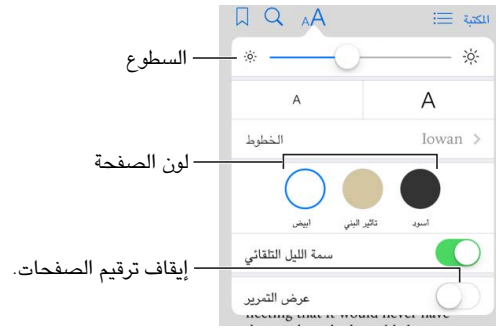 المكتبة
AA
السطوع
A A
الخطوط Iowan >
لون الصفحة
أبيض تأثير البني أسود
سمة الليل التلقائي
إيقاف ترقيم الصفحات.
عرض التمرير
that it would never have